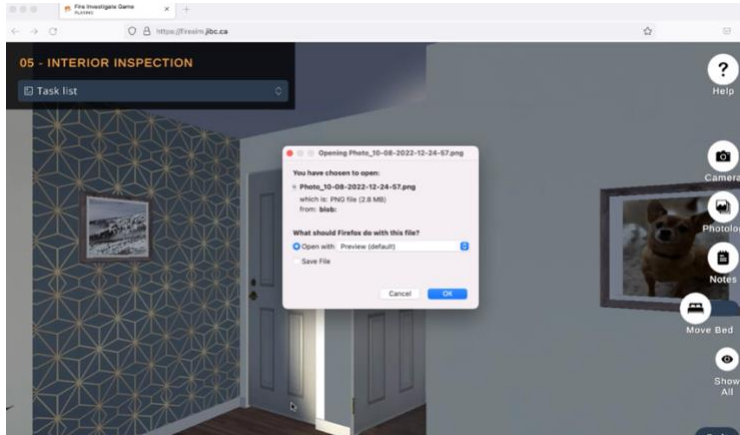 Fire Investigate Game
PLAYING
https://firesim.jibc.ca
05 - INTERIOR INSPECTION
Task list
Opening Photo_10-08-2022-12-24-57.png
You have chosen to open:
Photo_10-08-2022-12-24-57.png
which is: PNG file (2.8 MB)
from: blob:
What should Firefox do with this file?
Open with Preview (default)
Save File
Cancel OK
Help
Camera
Photolog
Notes
Move Bed
Show
All